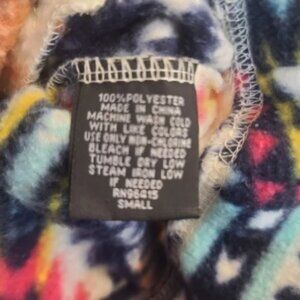 100% POLYESTER
MADE IN CHINA
MACHINE WASH COLD
WITH LIKE COLORS
USE ONLY NON-CHLORINE
BLEACH IF NEEDED
TUMBLE DRY LOW
STEAM IRON LOW
IF NEEDED
RN96415
SMALL